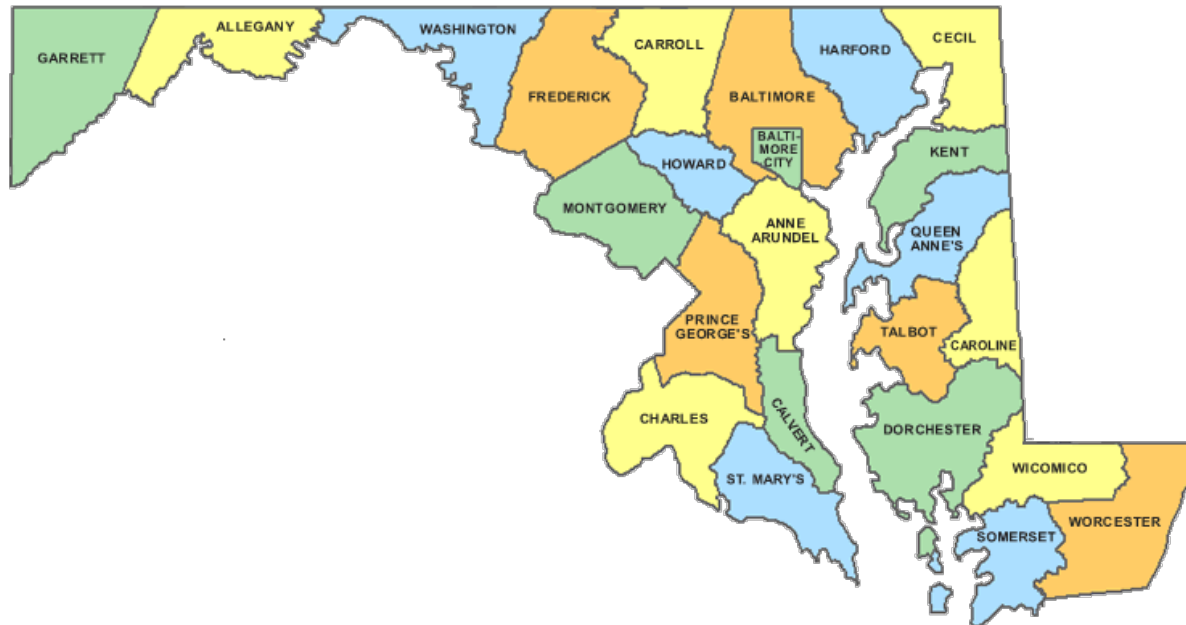 GARRETT
ALLEGANY
WASHINGTON
FREDERICK
CARROLL
BALTIMORE
HARFORD
CECIL
BALTI-
MORE
CITY
HOWARD
MONTGOMERY
KENT
ANNE
ARUNDEL
QUEEN
ANNE'S
PRINCE
GEORGE'S
TALBOT
CAROLINE
CHARLES
CALVERT
DORCHESTER
ST. MARY'S
WICOMICO
WORCESTER
SOMERSET